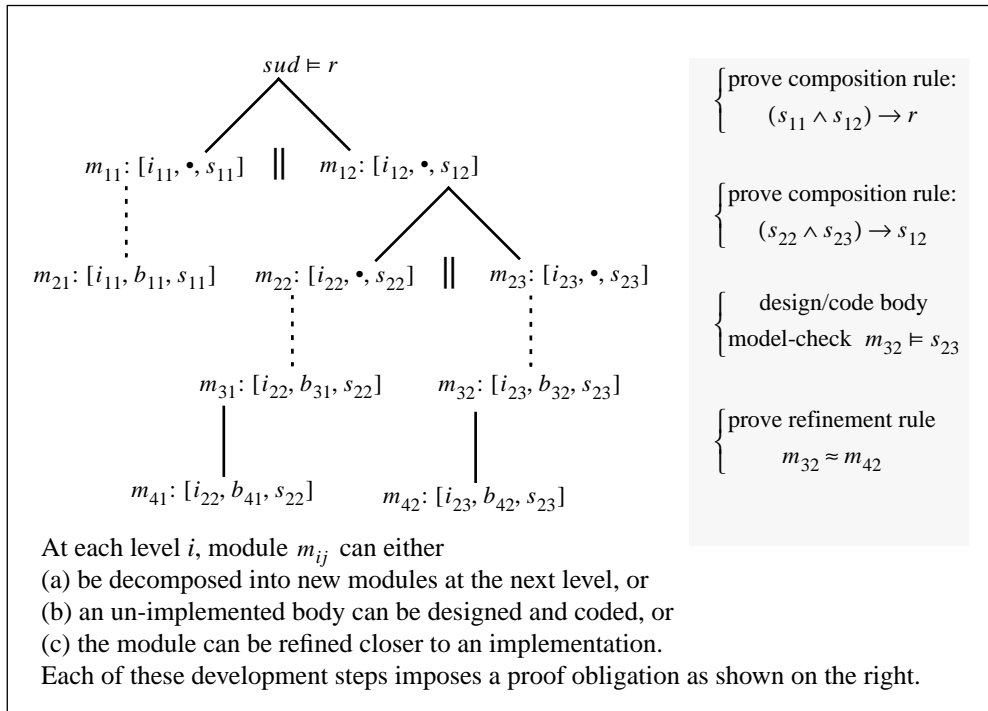 sud ⊨ r
m₁₁: [i₁₁, •, s₁₁] || m₁₂: [i₁₂, •, s₁₂]
m₂₁: [i₁₁, b₁₁, s₁₁] m₂₂: [i₂₂, •, s₂₂] || m₂₃: [i₂₃, •, s₂₃]
m₃₁: [i₂₂, b₃₁, s₂₂] m₃₂: [i₂₃, b₃₂, s₂₃]
m₄₁: [i₂₂, b₄₁, s₂₂] m₄₂: [i₂₃, b₄₂, s₂₃]
prove composition rule:
(s₁₁ ∧ s₁₂) → r
prove composition rule:
(s₂₂ ∧ s₂₃) → s₁₂
design/code body
model-check m₃₂ ⊨ s₂₃
prove refinement rule
m₃₂ ≈ m₄₂
At each level i, module mᵢⱼ can either
(a) be decomposed into new modules at the next level, or
(b) an un-implemented body can be designed and coded, or
(c) the module can be refined closer to an implementation.
Each of these development steps imposes a proof obligation as shown on the right.